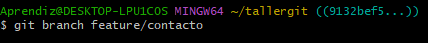 Aprendiz@DESKTOP-LPU1COS MINGW64 ~/tallergit ((9132bef5...))
$ git branch feature/contacto